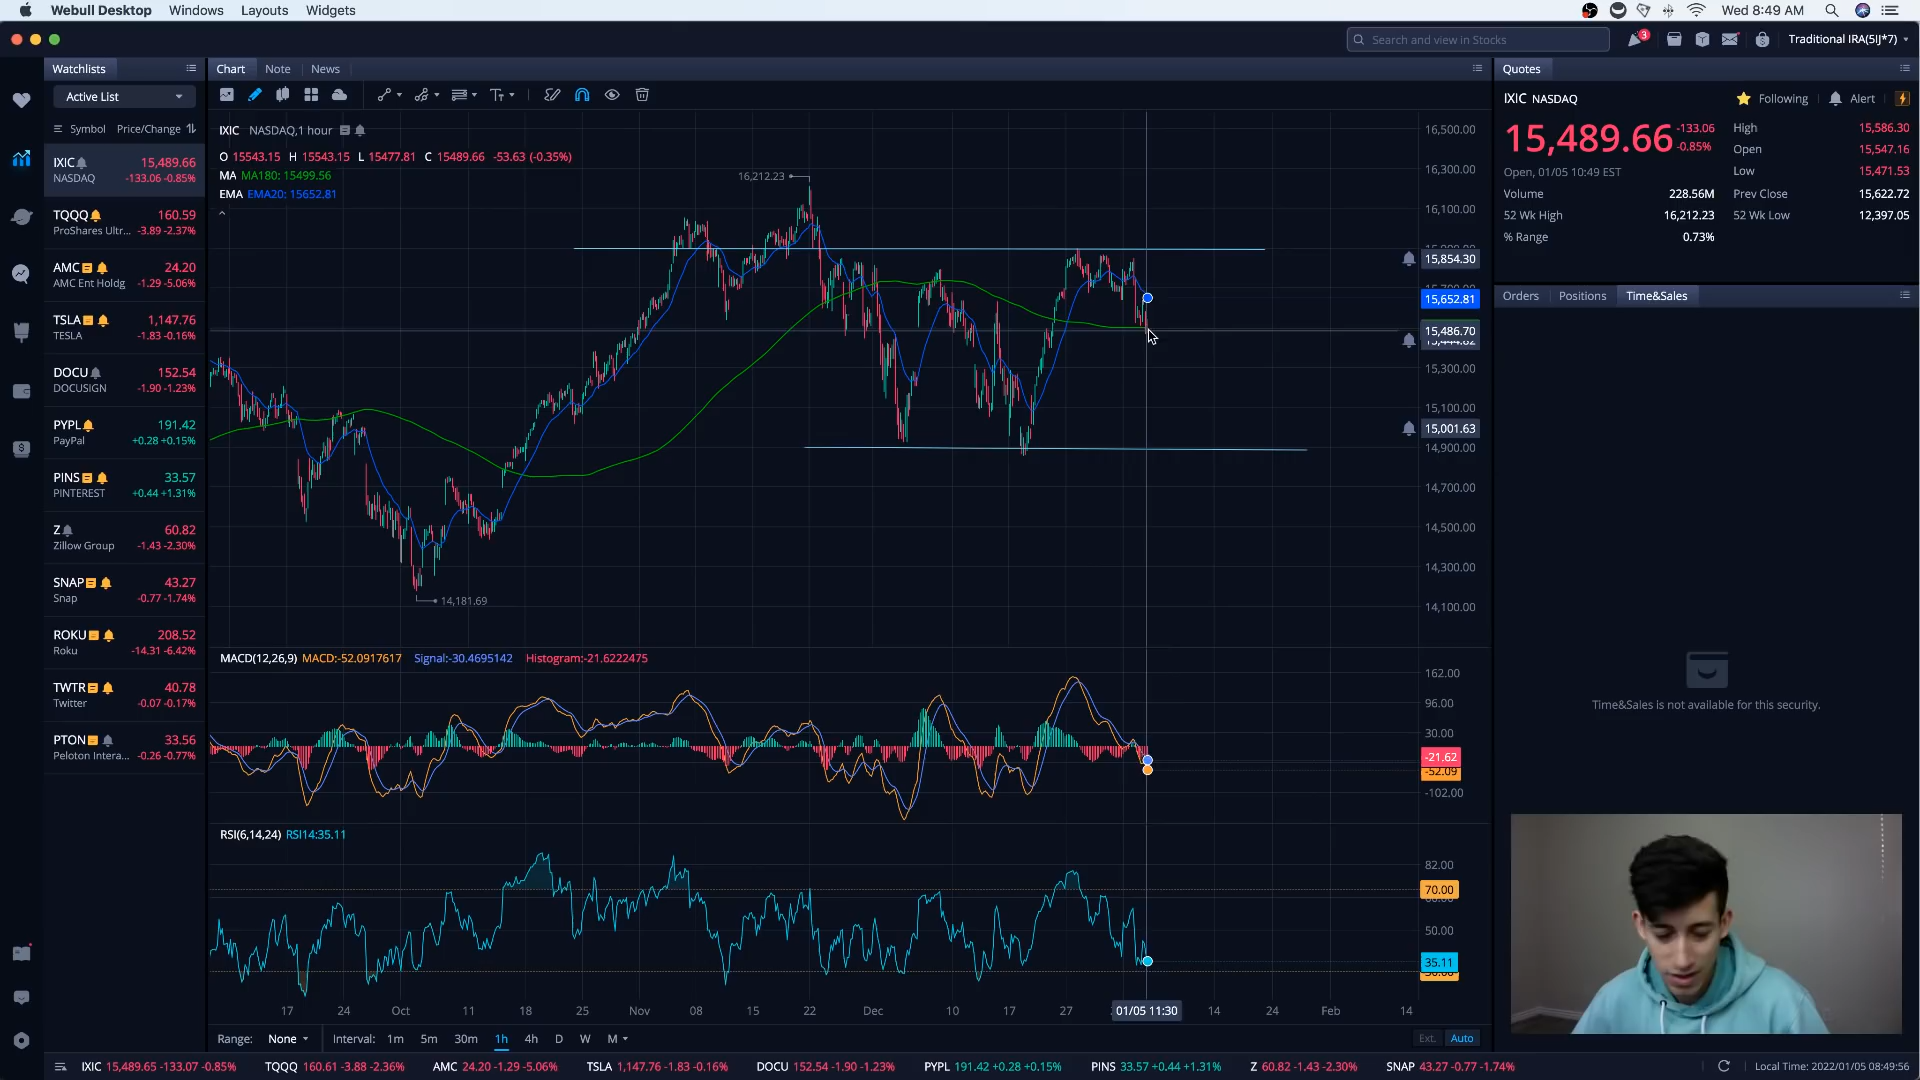 Webull Desktop Windows Layouts Widgets Wed 8:49 AM
Search and view in Stocks 3 Traditional IRA(5IJ*7)
Watchlists
Active List
Symbol Price/Change
IXIC 15,489.66
NASDAQ -133.06 -0.85%
TQQQ 160.59
ProShares Ultr... -3.89 -2.37%
AMC 24.20
AMC Ent Holdg -1.29 -5.06%
TSLA 1,147.76
TESLA -1.83 -0.16%
DOCU 152.54
DOCUSIGN -1.90 -1.23%
PYPL 191.42
PayPal +0.28 +0.15%
PINS 33.57
PINTEREST +0.44 +1.31%
Z 60.82
Zillow Group -1.43 -2.30%
SNAP 43.27
Snap -0.77 -1.74%
ROKU 208.52
Roku -14.31 -6.42%
TWTR 40.78
Twitter -0.07 -0.17%
PTON 33.56
Peloton Intera... -0.26 -0.77%
Chart Note News
IXIC NASDAQ,1 hour
O 15543.15 H 15543.15 L 15477.81 C 15489.66 -53.63 (-0.35%)
MA MA180: 15499.56
EMA EMA20: 15652.81
16,212.23
14,181.69
16,500.00
16,300.00
16,100.00
15,854.30
15,652.81
15,486.70
15,300.00
15,100.00
15,001.63
14,900.00
14,700.00
14,500.00
14,300.00
14,100.00
MACD(12,26,9) MACD:-52.0917617 Signal:-30.4695142 Histogram:-21.6222475
162.00
96.00
30.00
-21.62
-52.09
-102.00
RSI(6,14,24) RSI14:35.11
82.00
70.00
50.00
35.11
17 24 Oct 11 18 25 Nov 08 15 22 Dec 10 17 27 01/05 11:30 14 24 Feb 14
Range: None Interval: 1m 5m 30m 1h 4h D W M Ext. Auto
Quotes
IXIC NASDAQ Following Alert
15,489.66 -133.06
-0.85%
Open, 01/05 10:49 EST
High 15,586.30
Open 15,547.16
Low 15,471.53
Volume 228.56M Prev Close 15,622.72
52 Wk High 16,212.23 52 Wk Low 12,397.05
% Range 0.73%
Orders Positions Time&Sales
Time&Sales is not available for this security.
IXIC 15,489.65 -133.07 -0.85% TQQQ 160.61 -3.88 -2.36% AMC 24.20 -1.29 -5.06% TSLA 1,147.76 -1.83 -0.16% DOCU 152.54 -1.90 -1.23% PYPL 191.42 +0.28 +0.15% PINS 33.57 +0.44 +1.31% Z 60.82 -1.43 -2.30% SNAP 43.27 -0.77 -1.74% Local Time: 2022/01/05 08:49:56